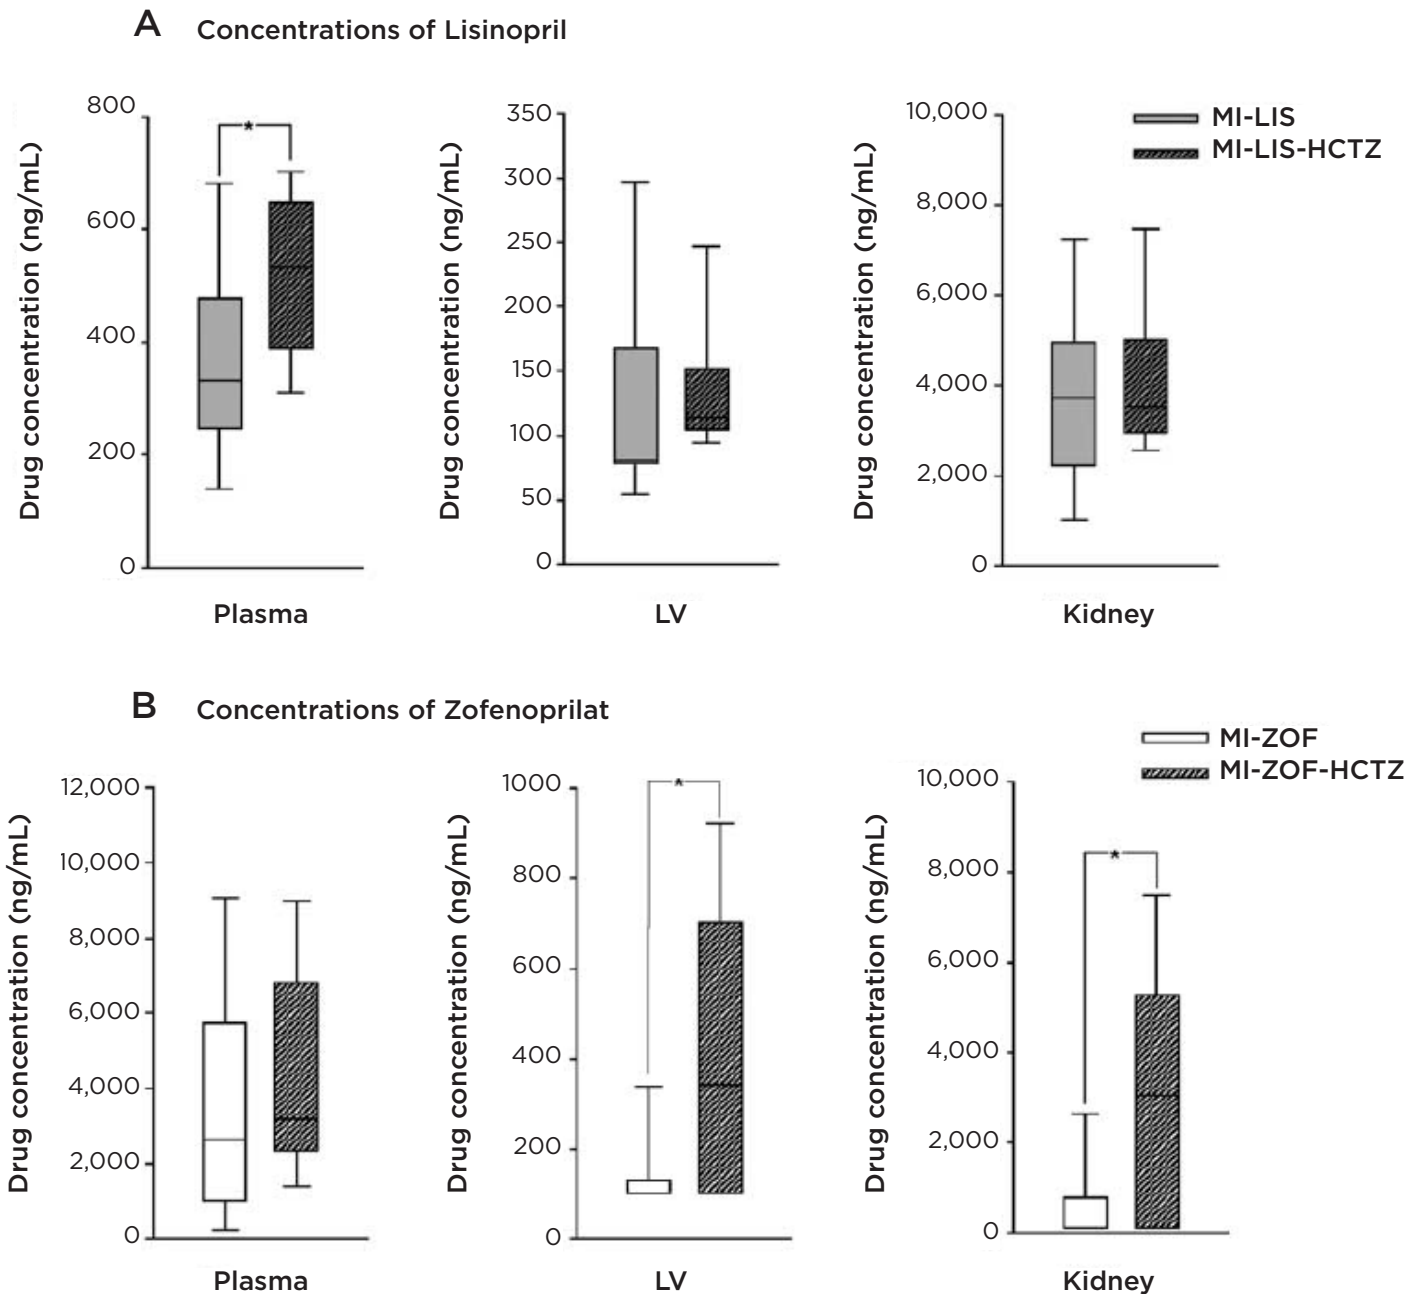 A Concentrations of Lisinopril
Drug concentration (ng/mL)
800
600
400
200
0
*
Plasma
Drug concentration (ng/mL)
350
300
250
200
150
100
50
0
LV
Drug concentration (ng/mL)
10,000
8,000
6,000
4,000
2,000
0
Kidney
MI-LIS
MI-LIS-HCTZ
B Concentrations of Zofenoprilat
Drug concentration (ng/mL)
12,000
10,000
8,000
6,000
4,000
2,000
0
Plasma
Drug concentration (ng/mL)
1000
800
600
400
200
0
*
LV
Drug concentration (ng/mL)
10,000
8,000
6,000
4,000
2,000
0
*
Kidney
MI-ZOF
MI-ZOF-HCTZ